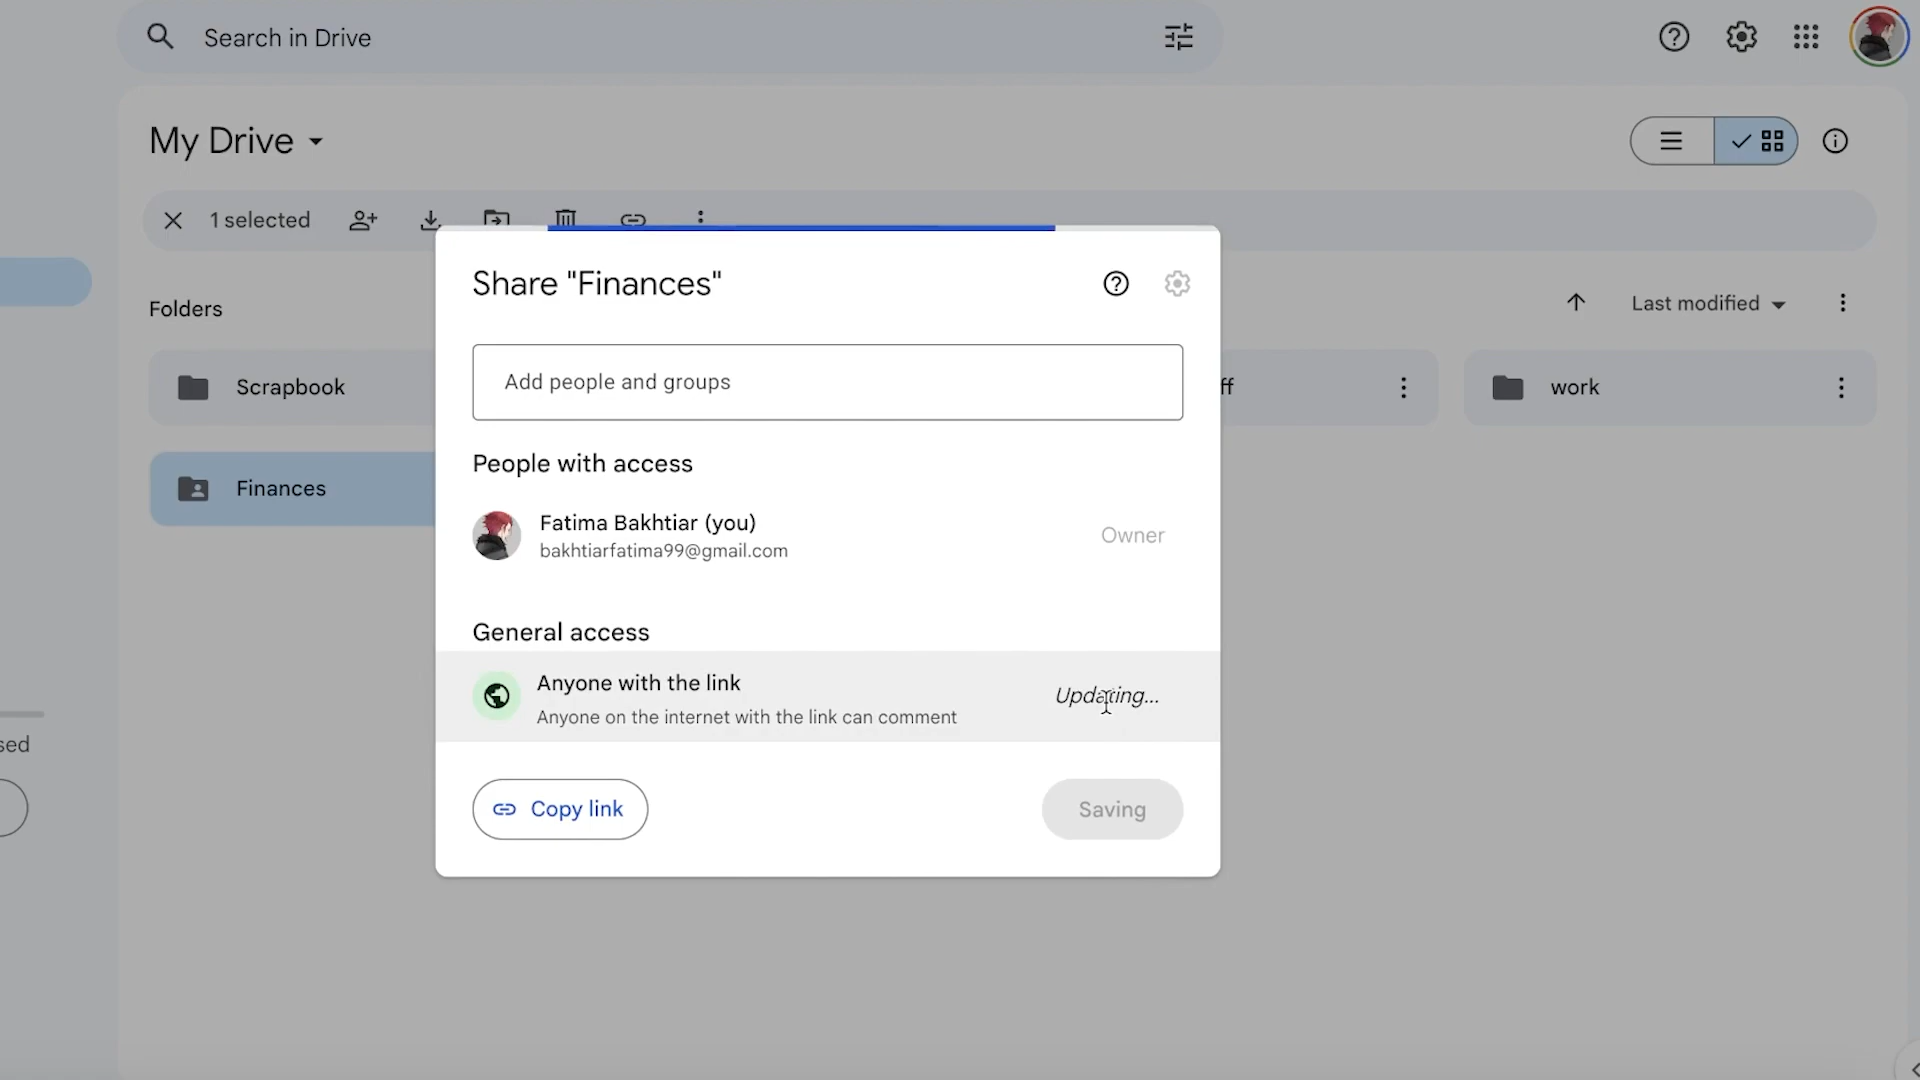 Search in Drive
My Drive
1 selected
Share "Finances"
Folders
Last modified
Add people and groups
Scrapbook
ff
work
People with access
Finances
Fatima Bakhtiar (you)
bakhtiarfatima99@gmail.com
Owner
General access
Anyone with the link
Updating...
Anyone on the internet with the link can comment
sed
Copy link
Saving